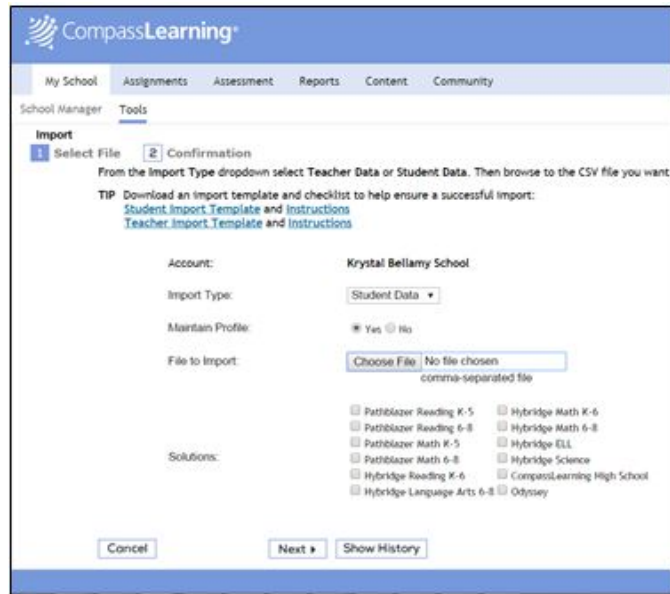 CompassLearning
My School Assignments Assessment Reports Content Community
School Manager Tools
Import
1 Select File 2 Confirmation
From the Import Type dropdown select Teacher Data or Student Data. Then browse to the CSV file you want
TIP Download an import template and checklist to help ensure a successful import:
Student Import Template and Instructions
Teacher Import Template and Instructions
Account: Krystal Bellamy School
Import Type: Student Data
Maintain Profile: Yes No
File to Import: Choose File No file chosen
comma-separated file
Solutions:
Pathblazer Reading K-5 Hybridge Math K-6
Pathblazer Reading 6-8 Hybridge Math 6-8
Pathblazer Math K-5 Hybridge ELL
Pathblazer Math 6-8 Hybridge Science
Hybridge Reading K-6 CompassLearning High School
Hybridge Language Arts 6-8 Odyssey
Cancel Next Show History